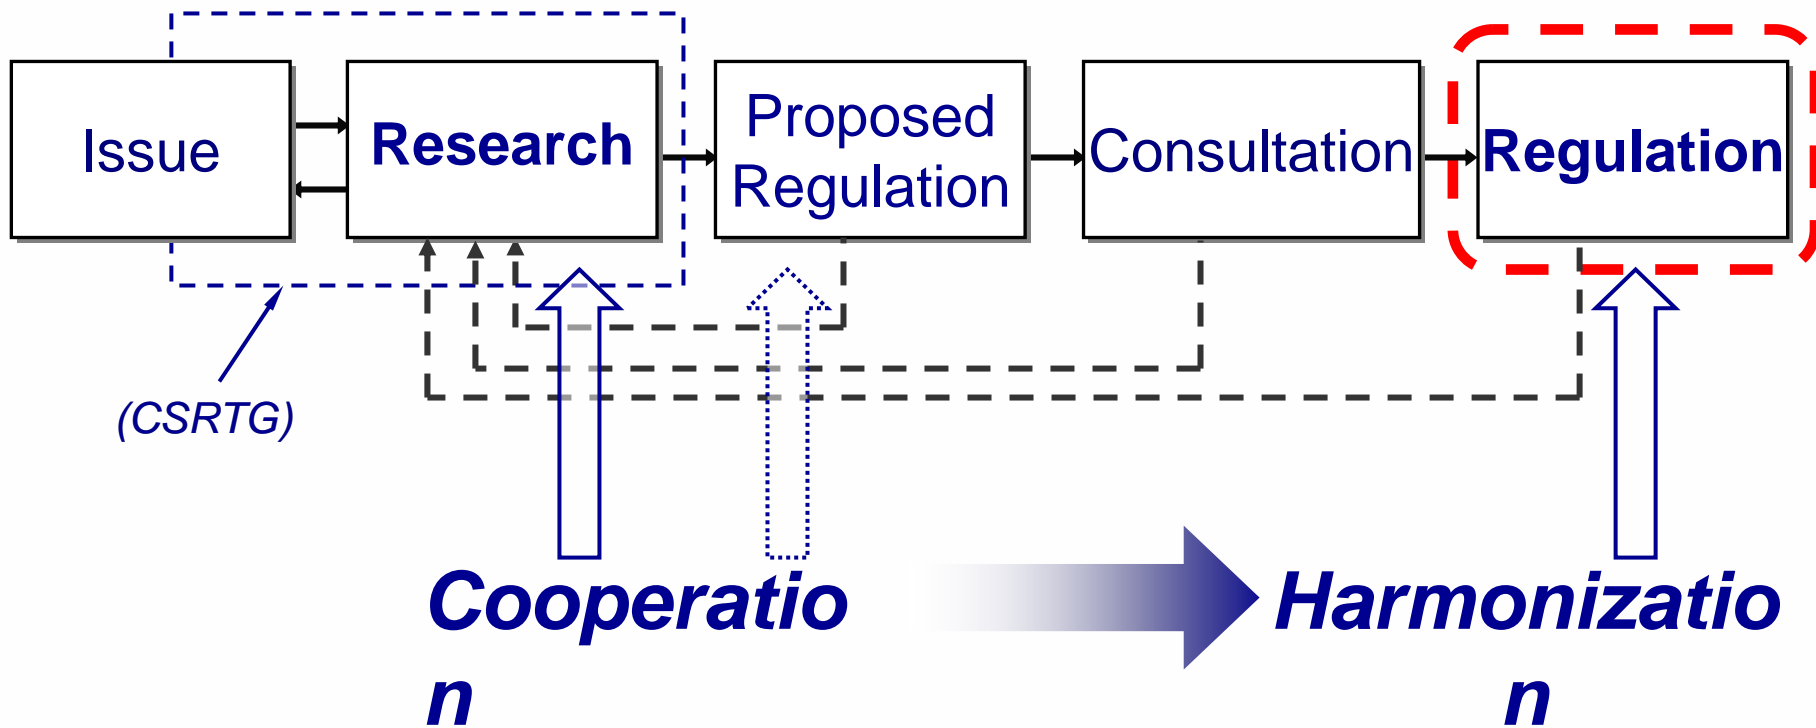 Issue
Research
Proposed
Regulation
Consultation
Regulation
(CSRTG)
Cooperatio
n
Harmonizatio
n